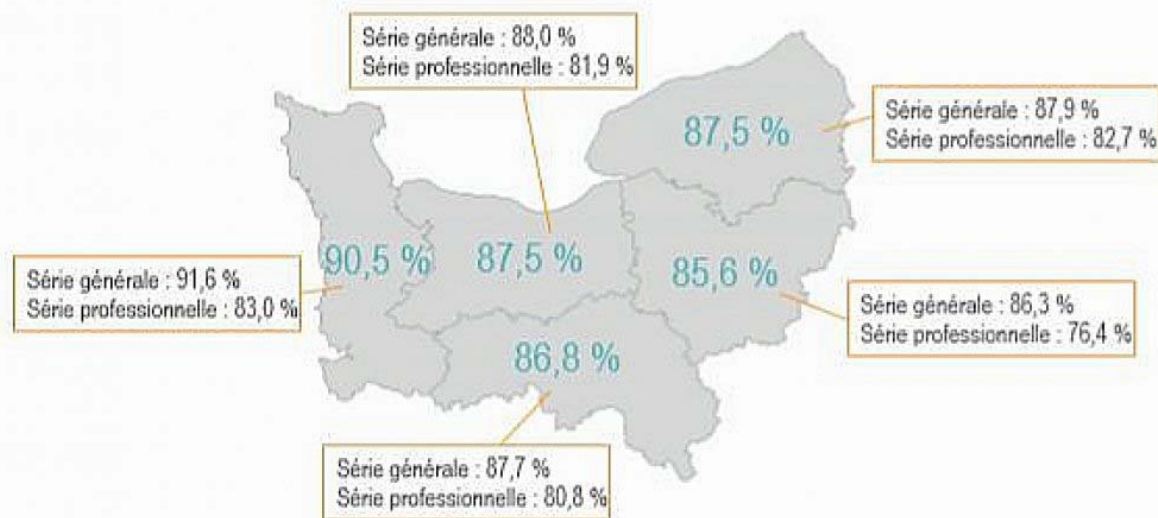 Série générale : 88,0 %
Série professionnelle : 81,9 %
Série générale : 87,9 %
Série professionnelle : 82,7 %
87,5 %
90,5 %
87,5 %
85,6 %
Série générale : 91,6 %
Série professionnelle : 83,0 %
Série générale : 86,3 %
Série professionnelle : 76,4 %
86,8 %
Série générale : 87,7 %
Série professionnelle : 80,8 %